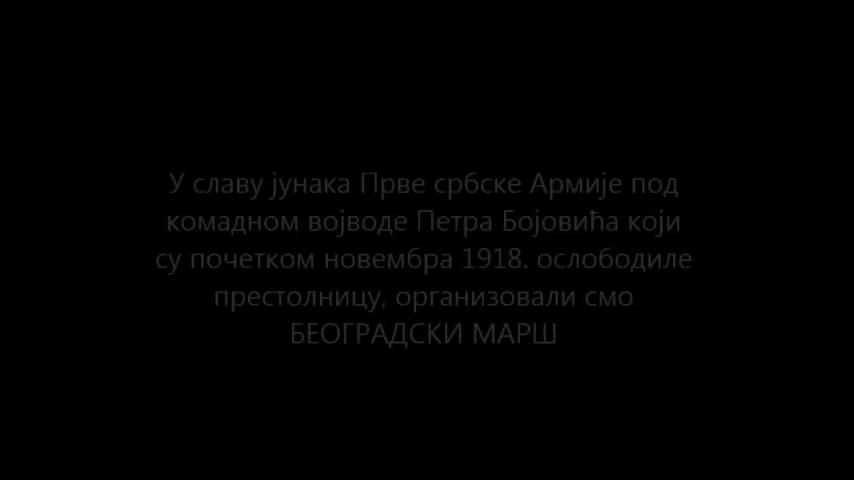 У славу јунака Прве србске Армије под
комадном војводе Петра Бојовића који
су почетком новембра 1918. ослободиле
престолницу, организовали смо
БЕОГРАДСКИ МАРШ